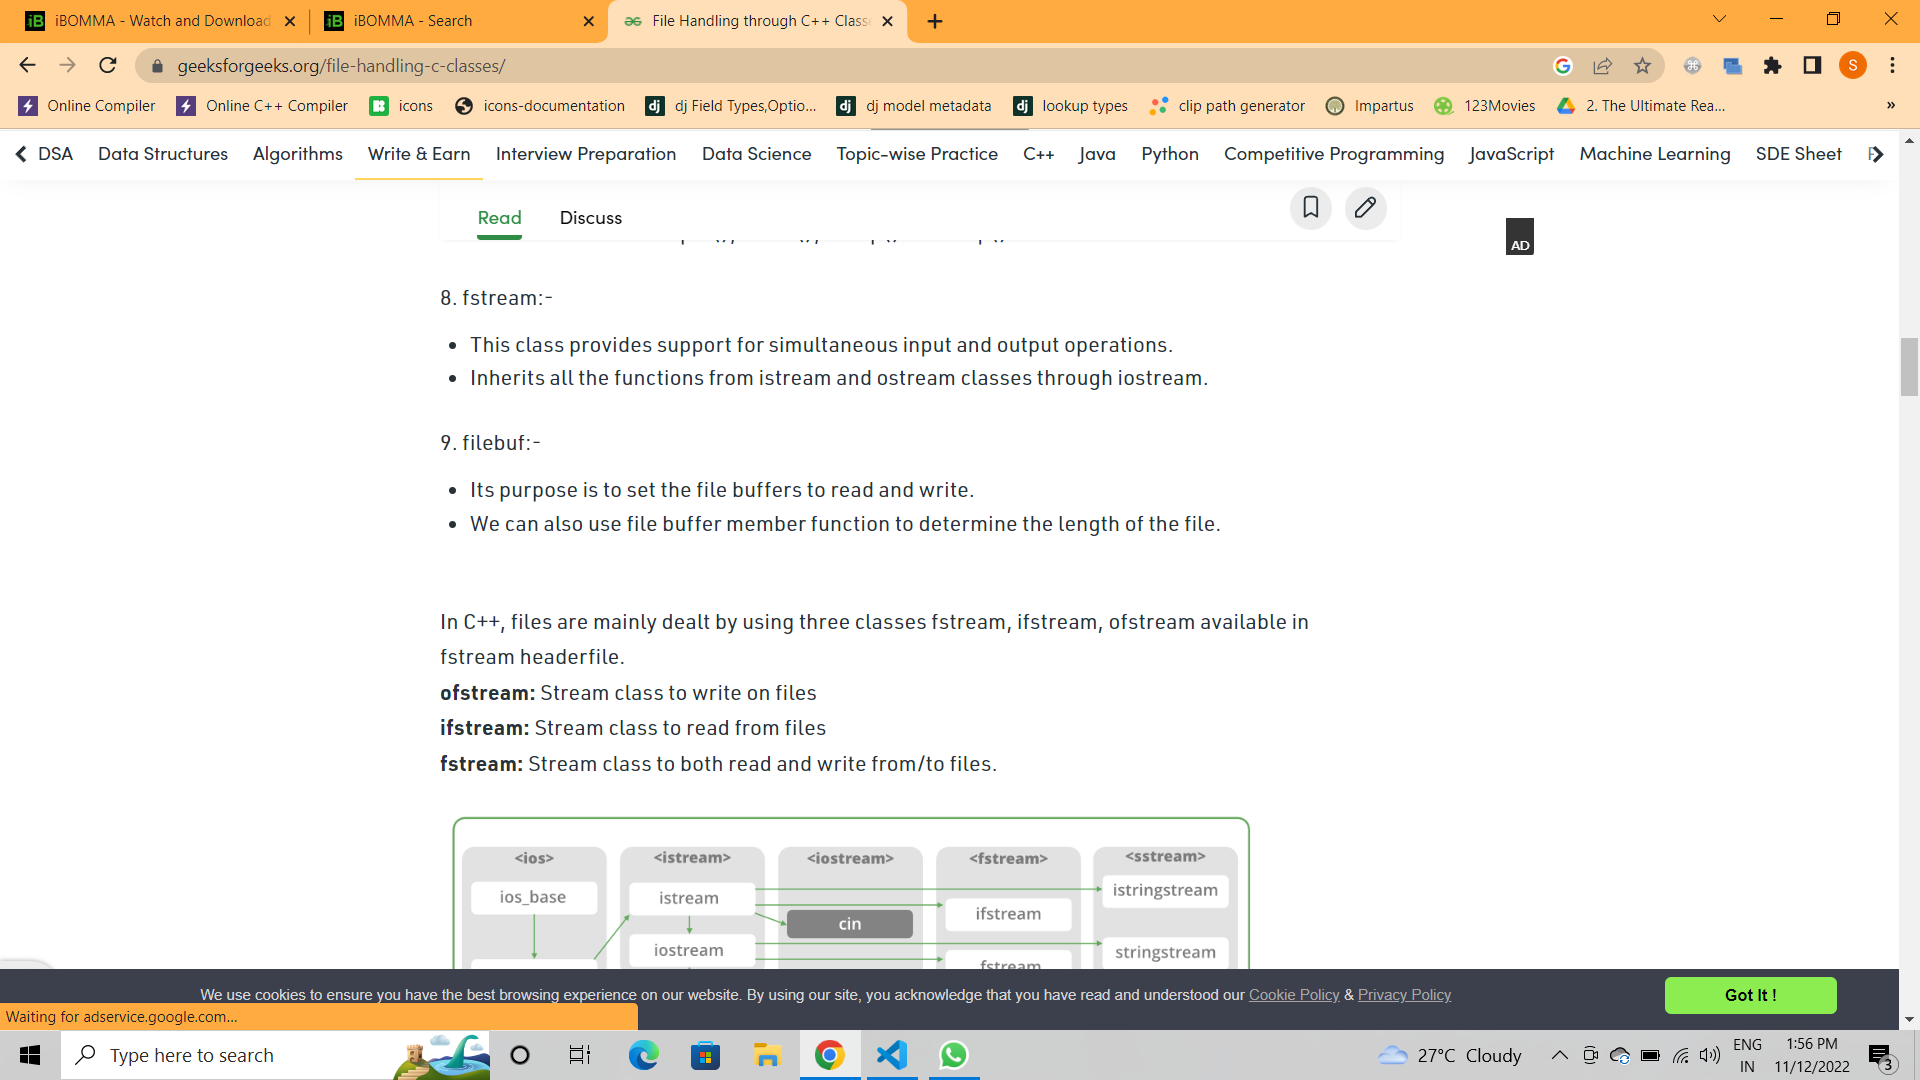 iBOMMA - Watch and Download
iBOMMA - Search
File Handling through C++ Class
geeksforgeeks.org/file-handling-c-classes/
S
Online Compiler
Online C++ Compiler
icons
icons-documentation
dj Field Types,Optio...
dj model metadata
lookup types
clip path generator
Impartus
123Movies
2. The Ultimate Rea...
»
DSA
Data Structures
Algorithms
Write & Earn
Interview Preparation
Data Science
Topic-wise Practice
C++
Java
Python
Competitive Programming
JavaScript
Machine Learning
SDE Sheet
Read
Discuss
AD
8. fstream:-
• This class provides support for simultaneous input and output operations.
• Inherits all the functions from istream and ostream classes through iostream.
9. filebuf:-
• Its purpose is to set the file buffers to read and write.
• We can also use file buffer member function to determine the length of the file.
In C++, files are mainly dealt by using three classes fstream, ifstream, ofstream available in
fstream headerfile.
ofstream: Stream class to write on files
ifstream: Stream class to read from files
fstream: Stream class to both read and write from/to files.
<ios>
<istream>
<iostream>
<fstream>
<sstream>
ios_base
istream
istringstream
ifstream
cin
iostream
stringstream
fstream
We use cookies to ensure you have the best browsing experience on our website. By using our site, you acknowledge that you have read and understood our Cookie Policy & Privacy Policy
Got It !
Waiting for adservice.google.com...
Type here to search
27°C Cloudy
ENG
IN
1:56 PM
11/12/2022
3